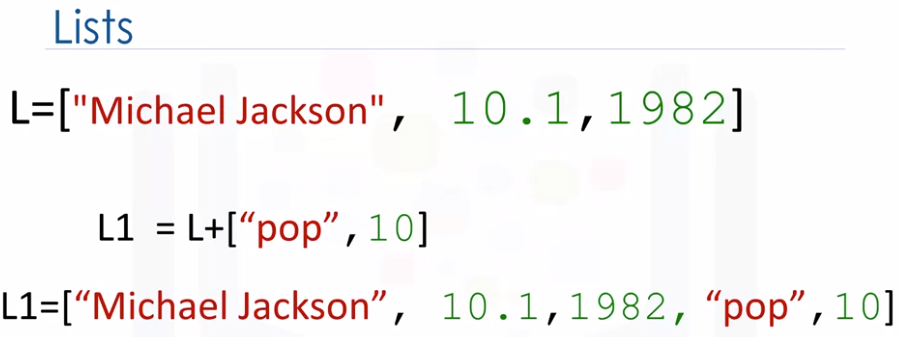 Lists
L=["Michael Jackson", 10.1,1982]
L1 = L+[“pop”,10]
L1=[“Michael Jackson”, 10.1,1982, “pop”,10]